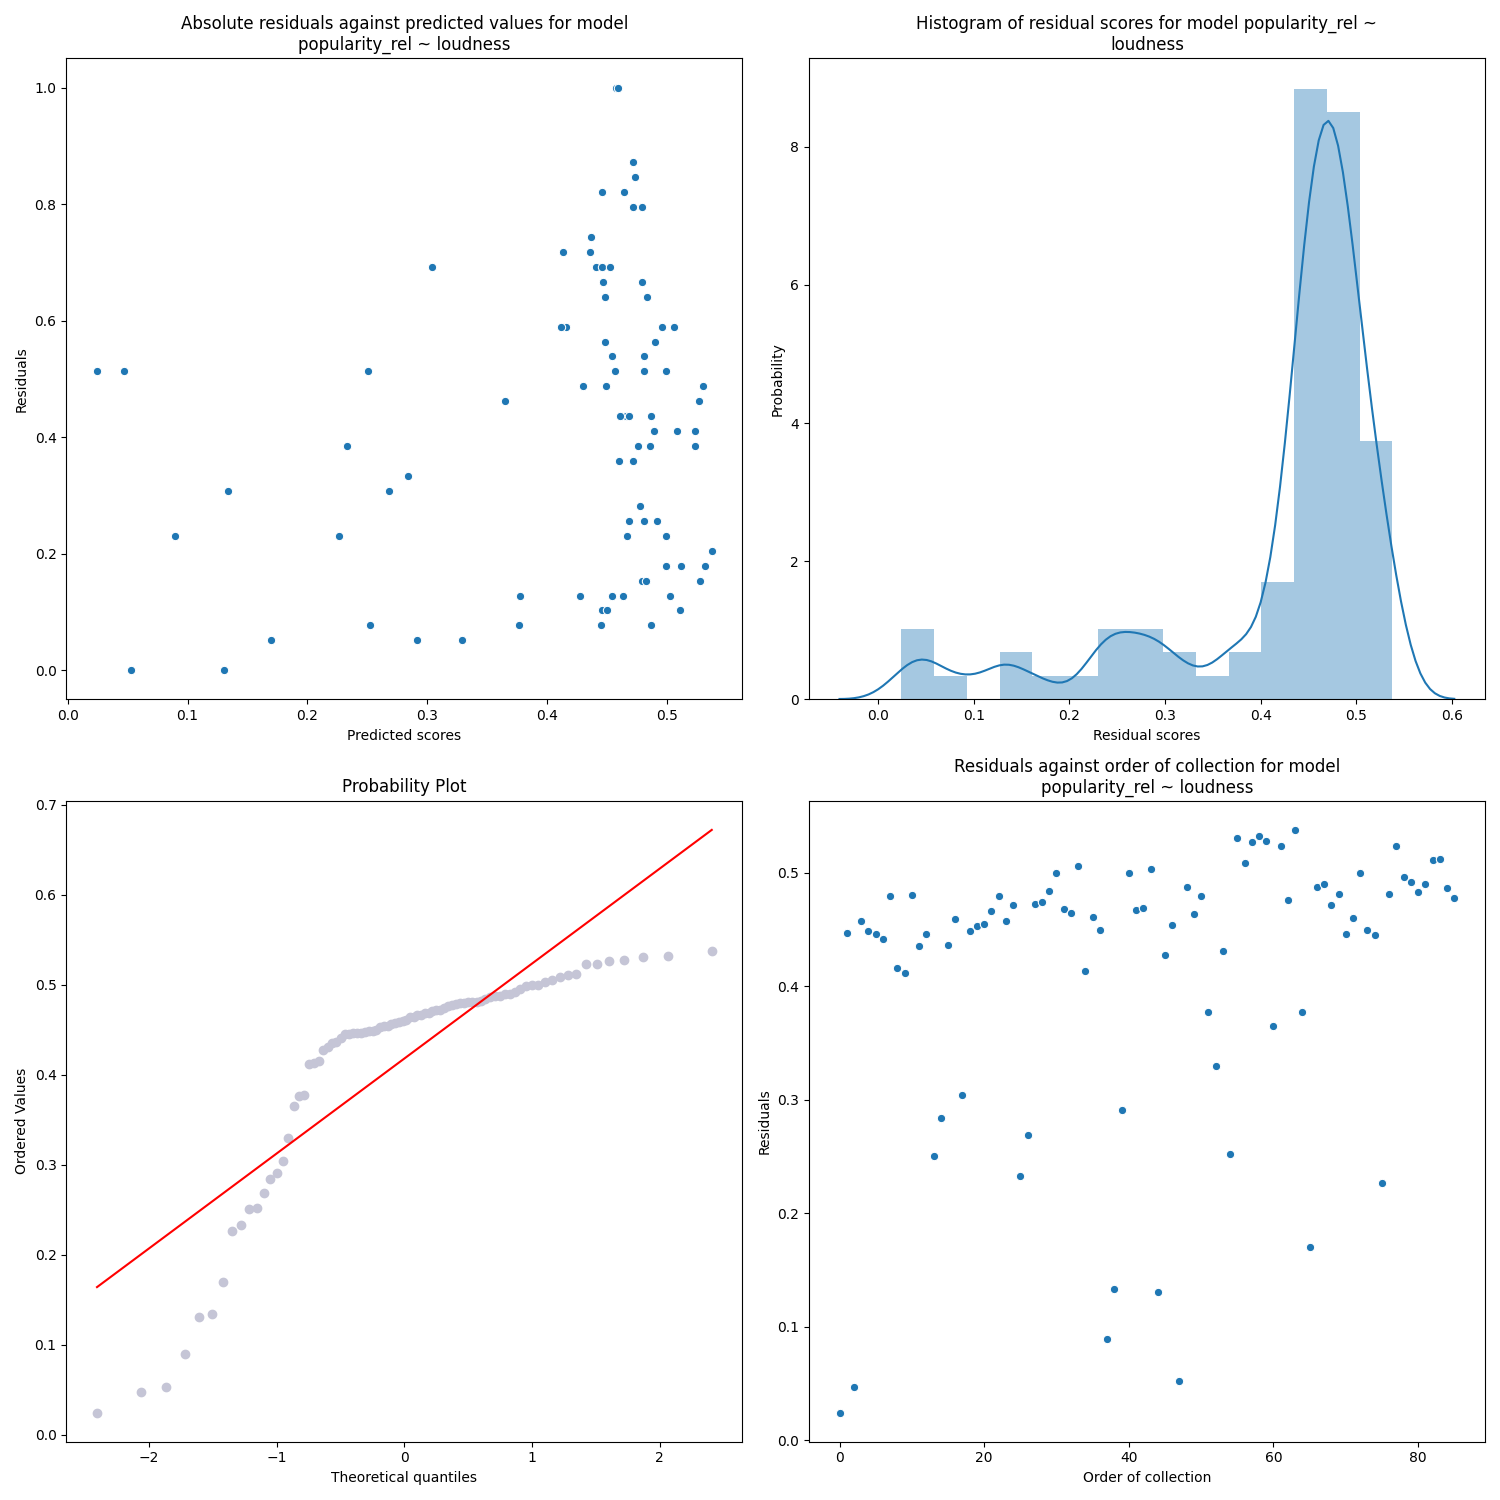 Absolute residuals against predicted values for model
popularity_rel ~ loudness
1.0
0.8
0.6
0.4
0.2
0.0
Residuals
0.0 0.1 0.2 0.3 0.4 0.5
Predicted scores
Histogram of residual scores for model popularity_rel ~
loudness
8
6
4
2
0
Probability
0.0 0.1 0.2 0.3 0.4 0.5 0.6
Residual scores
Probability Plot
0.7
0.6
0.5
0.4
0.3
0.2
0.1
0.0
Ordered Values
−2 −1 0 1 2
Theoretical quantiles
Residuals against order of collection for model
popularity_rel ~ loudness
0.5
0.4
0.3
0.2
0.1
0.0
Residuals
0 20 40 60 80
Order of collection